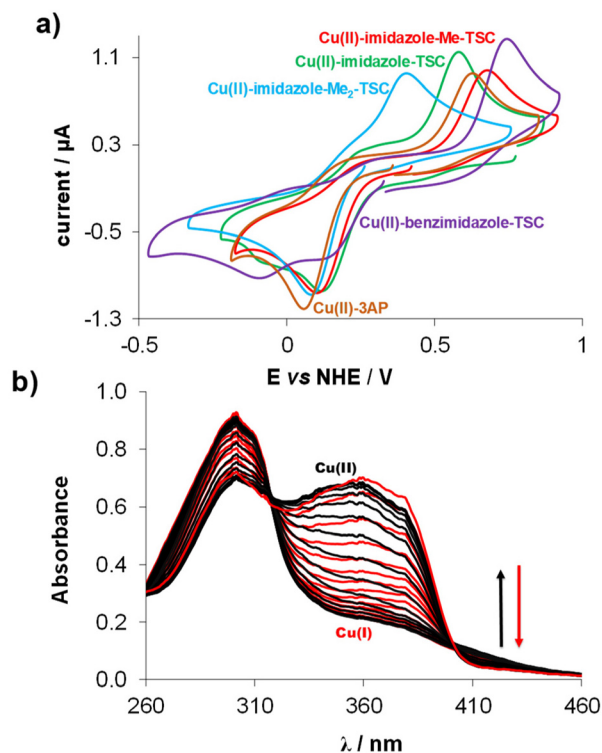 a)
Cu(II)-imidazole-Me-TSC
Cu(II)-imidazole-TSC
Cu(II)-imidazole-Me₂-TSC
Cu(II)-benzimidazole-TSC
Cu(II)-3AP
current / µA
1.1
0.3
-0.5
-1.3
-0.5
0
0.5
1
E vs NHE / V
b)
Cu(II)
Cu(I)
Absorbance
1.0
0.8
0.6
0.4
0.2
0.0
260
310
360
410
460
λ / nm